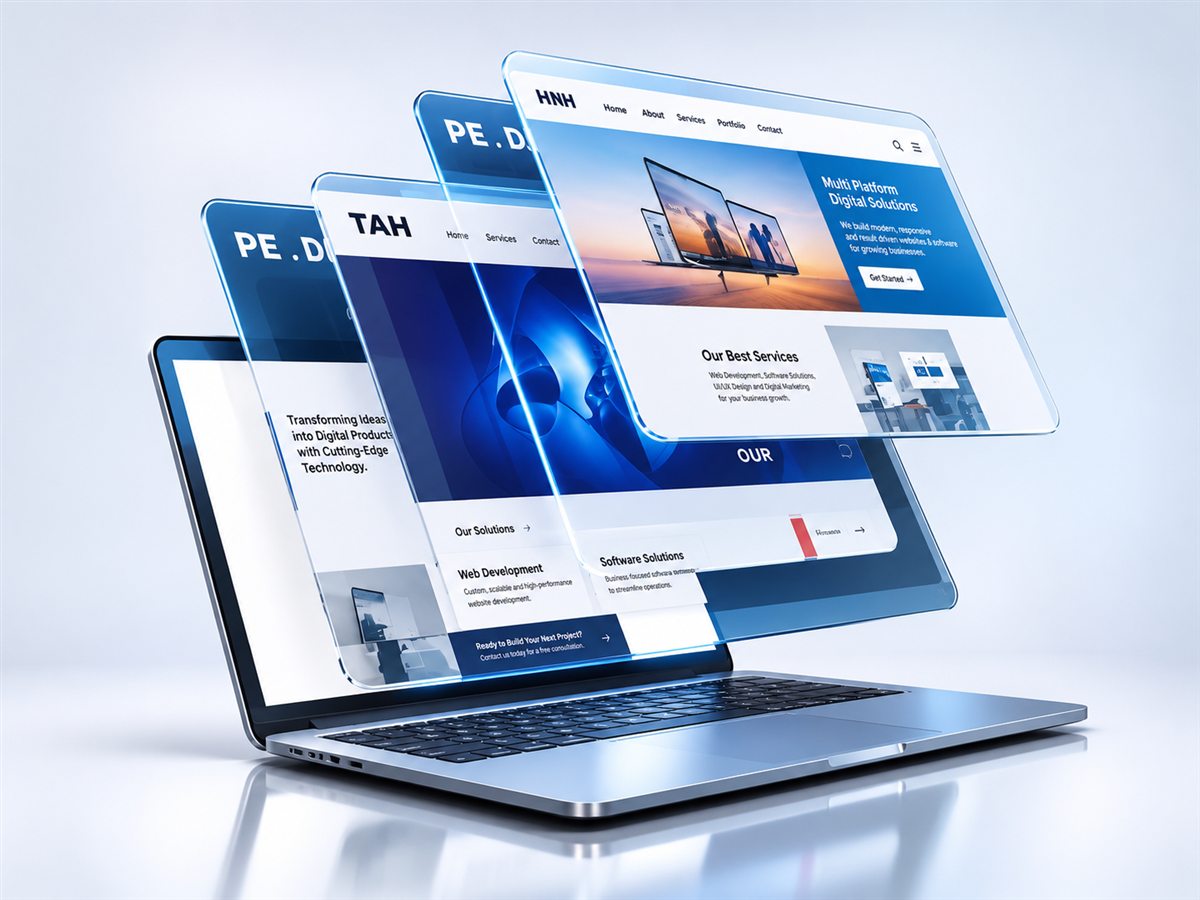 HNH
Home About Services Portfolio Contact
Multi Platform
Digital Solutions
We build modern, responsive
and result driven websites & software
for growing businesses.
Get Started →
Our Best Services
Web Development, Software Solutions,
UI/UX Design and Digital Marketing
for your business growth.
PE . D
TAH
Home Services Contact
OUR
Our Solutions →
Web Development
Custom, scalable and high-performance
website development.
Software Solutions
Business focused software
to streamline operations.
Ready to Build Your Next Project? →
Contact us today for a free consultation.
PE . D
Transforming Ideas
into Digital Products
with Cutting-Edge
Technology.